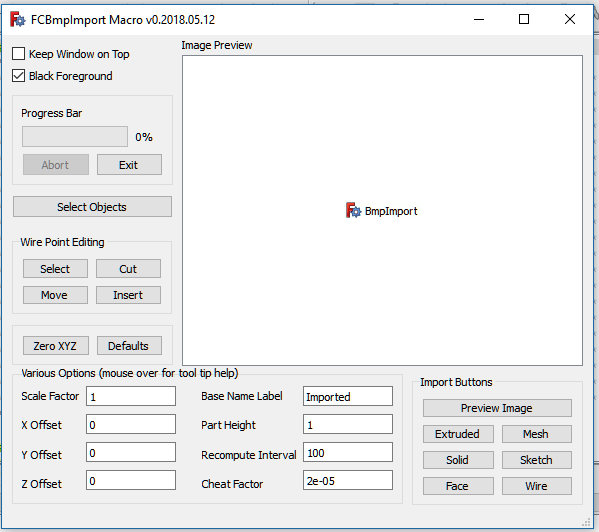 FCBmpImport Macro v0.2018.05.12
Keep Window on Top
Black Foreground
Image Preview
Progress Bar
0%
Abort Exit
Select Objects
BmpImport
Wire Point Editing
Select Cut
Move Insert
Zero XYZ Defaults
Various Options (mouse over for tool tip help)
Scale Factor 1 Base Name Label Imported
X Offset 0 Part Height 1
Y Offset 0 Recompute Interval 100
Z Offset 0 Cheat Factor 2e-05
Import Buttons
Preview Image
Extruded Mesh
Solid Sketch
Face Wire